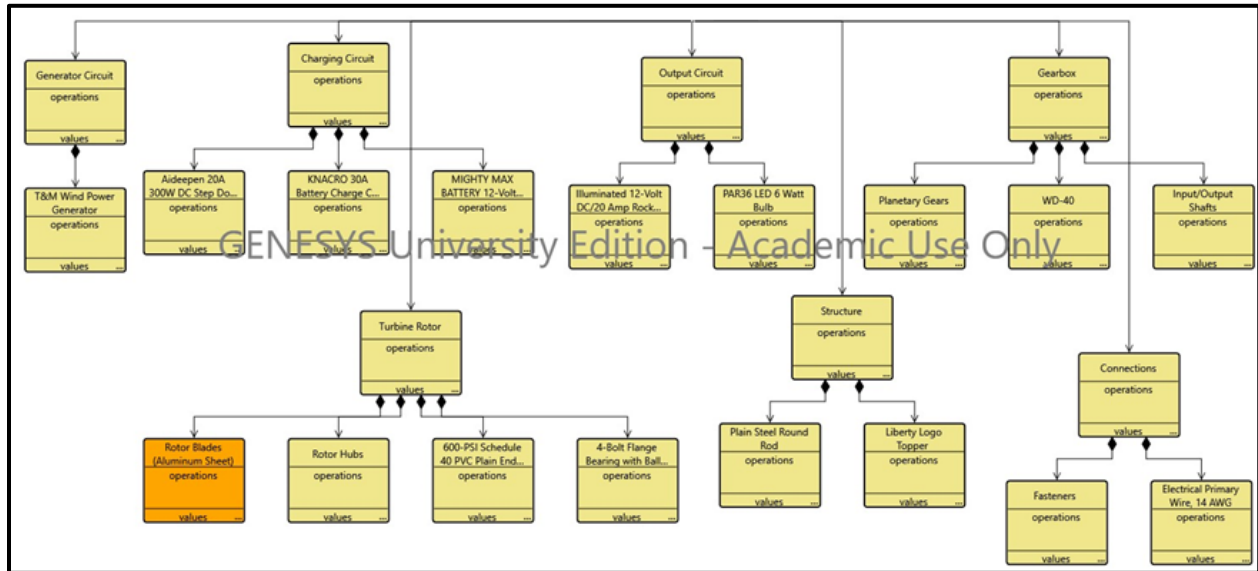 Generator Circuit
operations
values ...
Charging Circuit
operations
values ...
Output Circuit
operations
values ...
Gearbox
operations
values ...
T&M Wind Power
Generator
operations
values ...
Aideepen 20A
300W DC Step Do...
operations
values ...
KNACRO 30A
Battery Charge C...
operations
values ...
MIGHTY MAX
BATTERY 12-Volt...
operations
values ...
Illuminated 12-Volt
DC/20 Amp Rock...
operations
values ...
PAR36 LED 6 Watt
Bulb
operations
values ...
Planetary Gears
operations
values ...
WD-40
operations
values ...
Input/Output
Shafts
operations
values ...
GENESYS University Edition - Academic Use Only
Turbine Rotor
operations
values ...
Structure
operations
values ...
Connections
operations
values ...
Rotor Blades
(Aluminum Sheet)
operations
values ...
Rotor Hubs
operations
values ...
600-PSI Schedule
40 PVC Plain End...
operations
values ...
4-Bolt Flange
Bearing with Ball...
operations
values ...
Plain Steel Round
Rod
operations
values ...
Liberty Logo
Topper
operations
values ...
Fasteners
operations
values ...
Electrical Primary
Wire, 14 AWG
operations
values ...